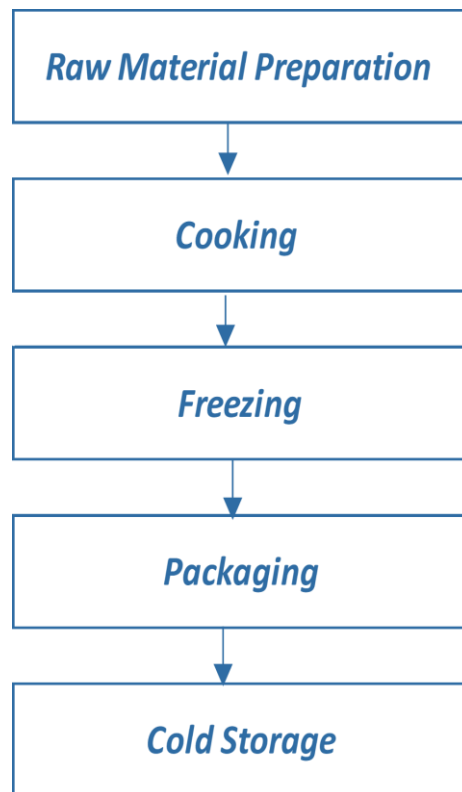 Raw Material Preparation
Cooking
Freezing
Packaging
Cold Storage